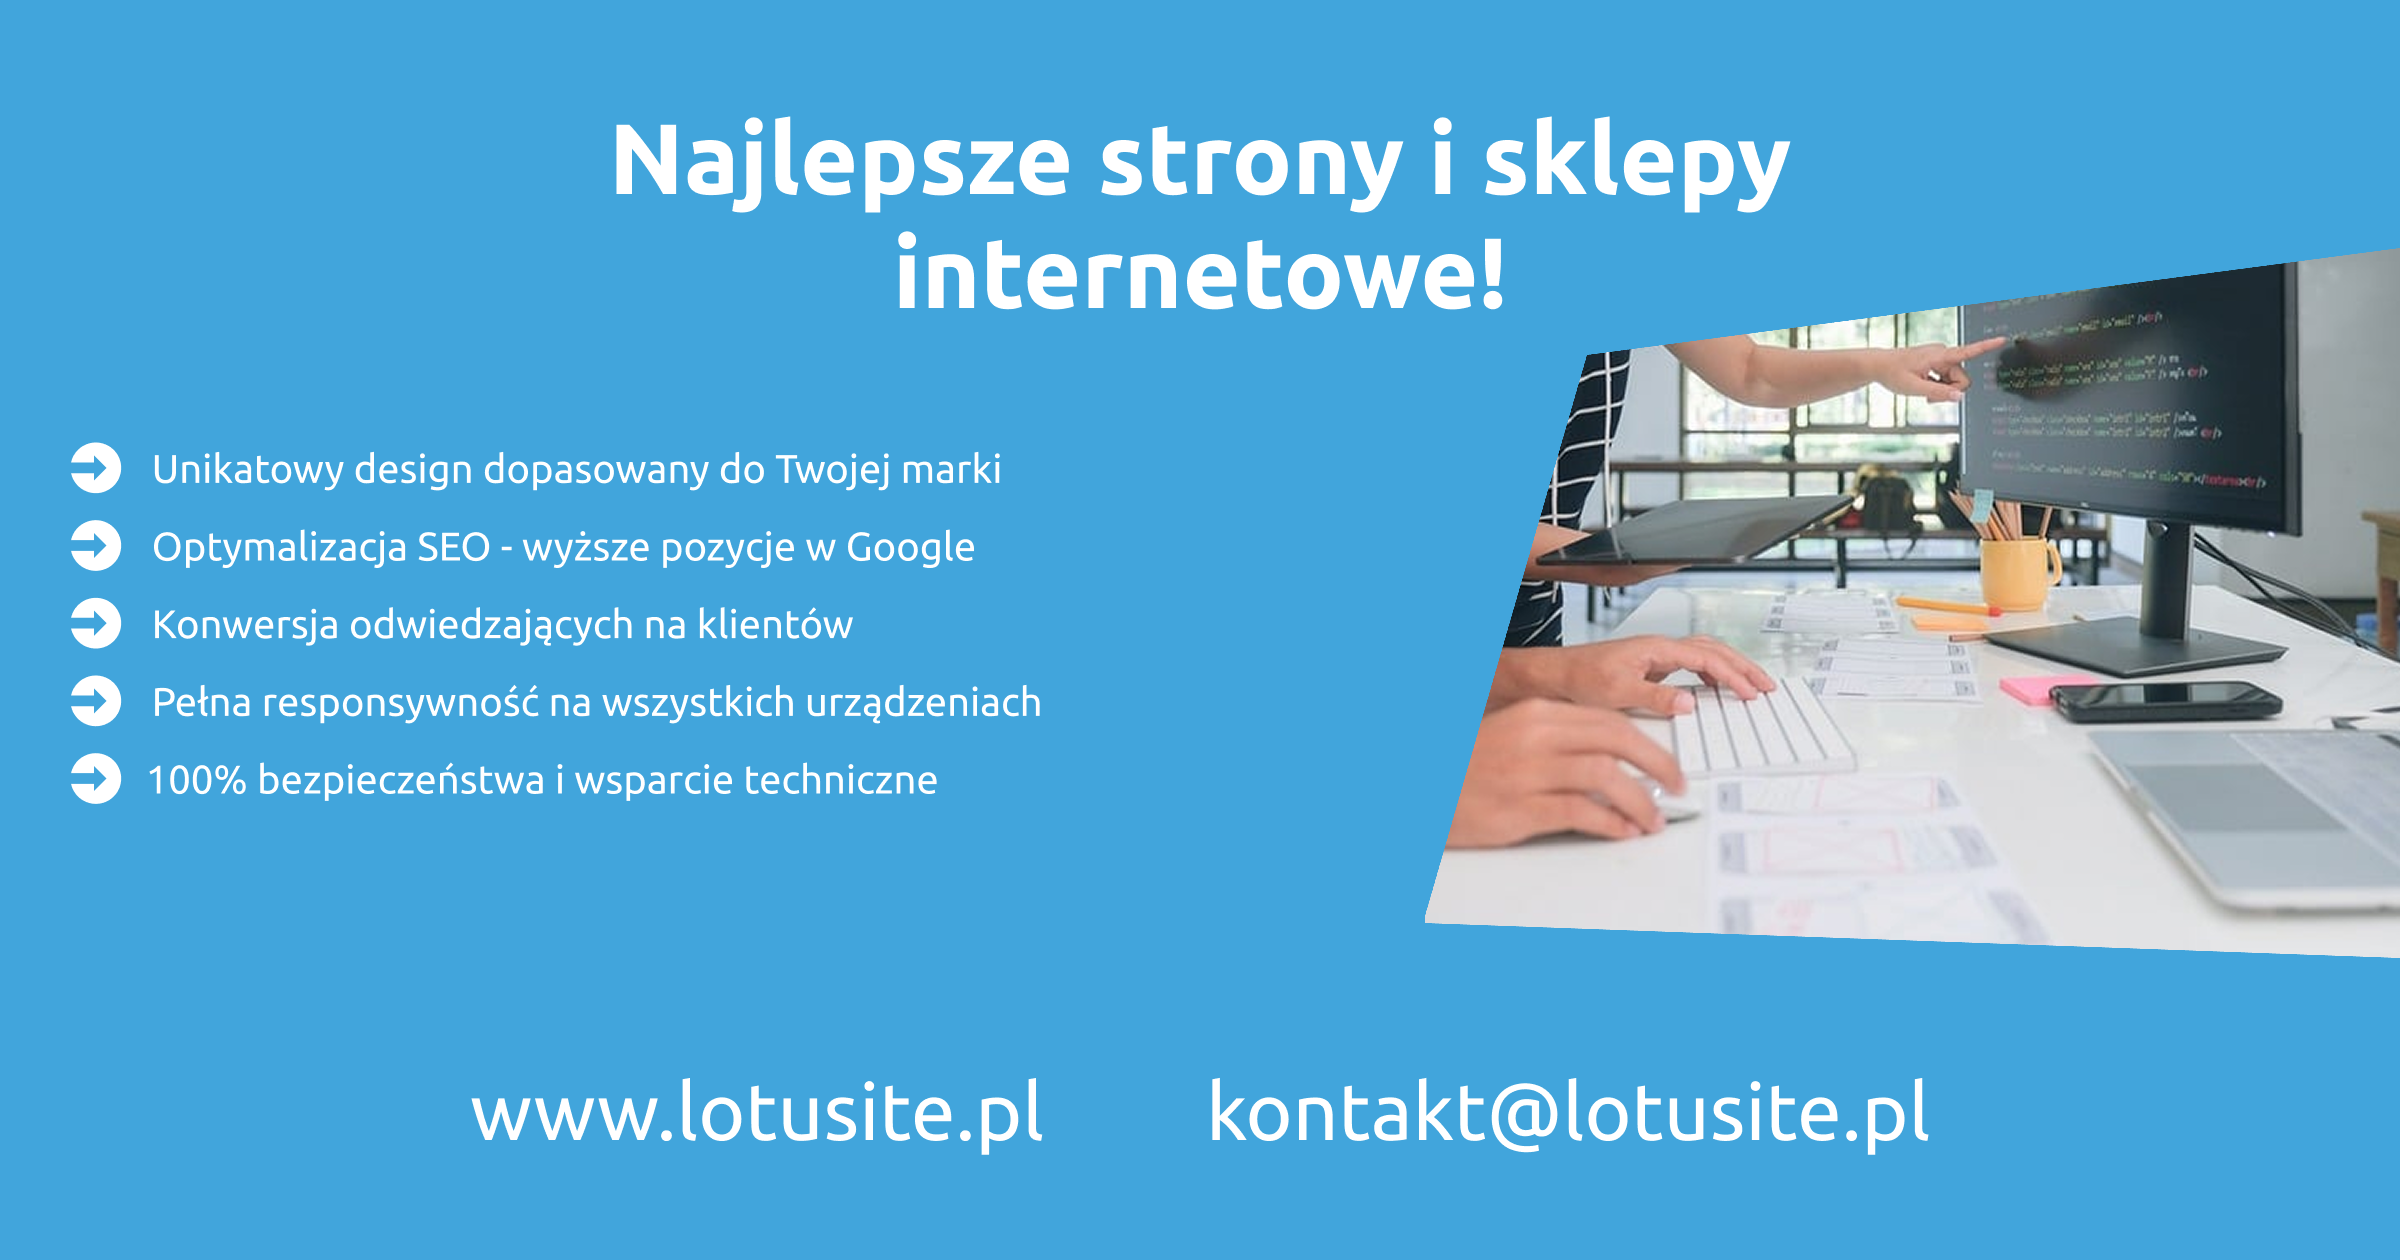 Najlepsze strony i sklepy
internetowe!
Unikatowy design dopasowany do Twojej marki
Optymalizacja SEO - wyższe pozycje w Google
Konwersja odwiedzających na klientów
Pełna responsywność na wszystkich urządzeniach
100% bezpieczeństwa i wsparcie techniczne
www.lotusite.pl
kontakt@lotusite.pl